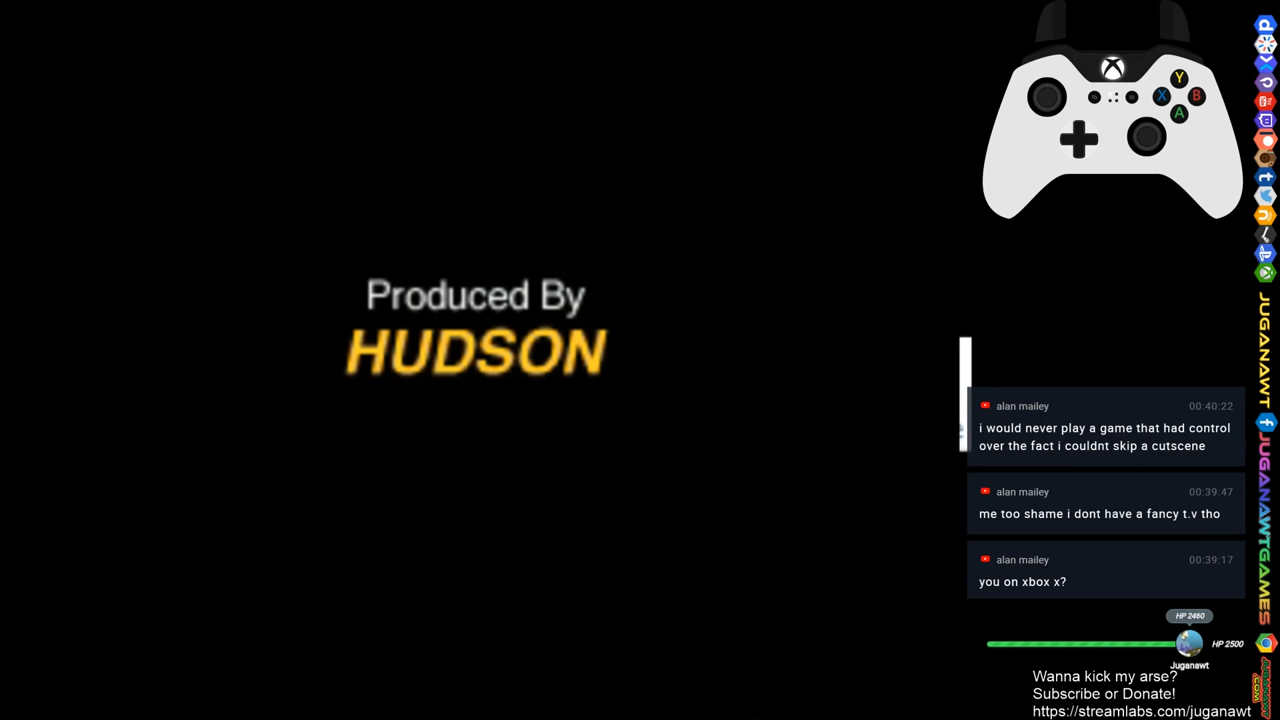 Produced By
HUDSON
Y
X
B
A
alan mailey
00:40:22
i would never play a game that had control
over the fact i couldnt skip a cutscene
alan mailey
00:39:47
me too shame i dont have a fancy t.v tho
alan mailey
00:39:17
you on xbox x?
HP 2460
HP 2500
Juganawt
Wanna kick my arse?
Subscribe or Donate!
https://streamlabs.com/juganawt
JUGANAWT
JUGANAWTGAMES
JUGANAWT
.COM